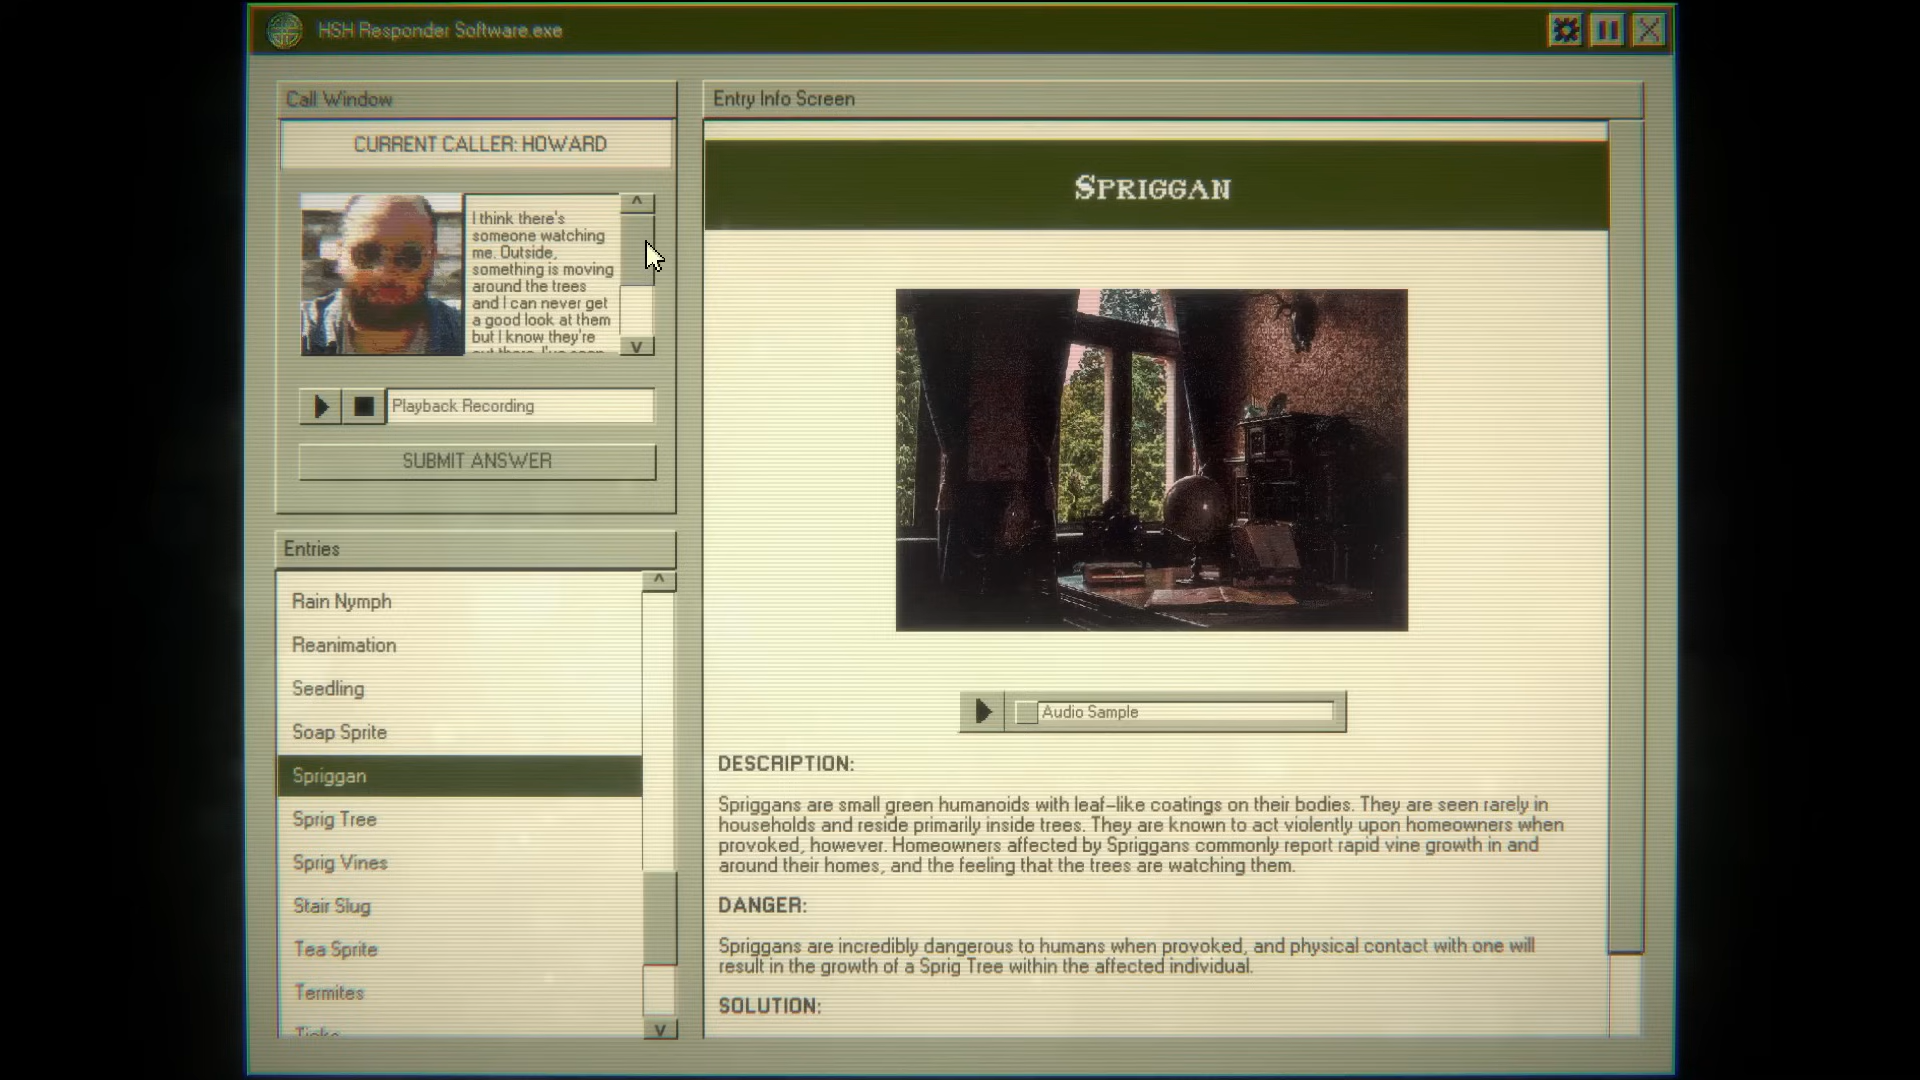 HSH Responder Software.exe
Call Window
CURRENT CALLER: HOWARD
I think there's
someone watching
me. Outside,
something is moving
around the trees
and I can never get
a good look at them
but I know they're
out there. I've seen
Playback Recording
SUBMIT ANSWER
Entries
Rain Nymph
Reanimation
Seedling
Soap Sprite
Spriggan
Sprig Tree
Sprig Vines
Stair Slug
Tea Sprite
Termites
Ticks
Entry Info Screen
SPRIGGAN
Audio Sample
DESCRIPTION:
Spriggans are small green humanoids with leaf-like coatings on their bodies. They are seen rarely in
households and reside primarily inside trees. They are known to act violently upon homeowners when
provoked, however. Homeowners affected by Spriggans commonly report rapid vine growth in and
around their homes, and the feeling that the trees are watching them.
DANGER:
Spriggans are incredibly dangerous to humans when provoked, and physical contact with one will
result in the growth of a Sprig Tree within the affected individual.
SOLUTION: